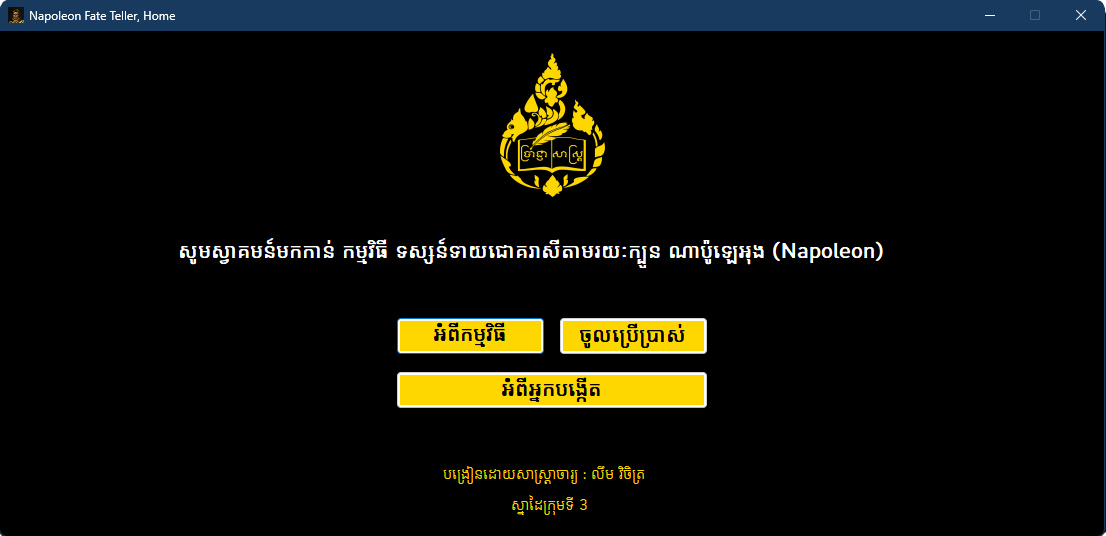 Napoleon Fate Teller, Home
ប្រាជ្ញា សាស្ត្រ
សូមស្វាគមន៍មកកាន់ កម្មវិធី ទស្សន៍ទាយជោគរាសីតាមរយៈក្បួន ណាប៉ូឡេអុង (Napoleon)
អំពីកម្មវិធី ចូលប្រើប្រាស់
អំពីអ្នកបង្កើត
បង្រៀនដោយសាស្ត្រាចារ្យ : លឹម វិចិត្រ
ស្នាដៃក្រុមទី 3